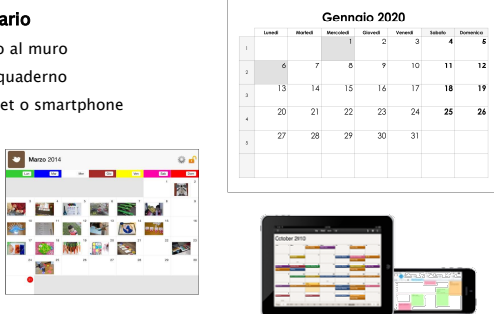 ario
o al muro
quaderno
et o smartphone
Gennaio 2020
Lunedì Martedì Mercoledì Giovedì Venerdì Sabato Domenica
1 1 2 3 4 5
2 6 7 8 9 10 11 12
3 13 14 15 16 17 18 19
4 20 21 22 23 24 25 26
5 27 28 29 30 31
Marzo 2014
October 2010